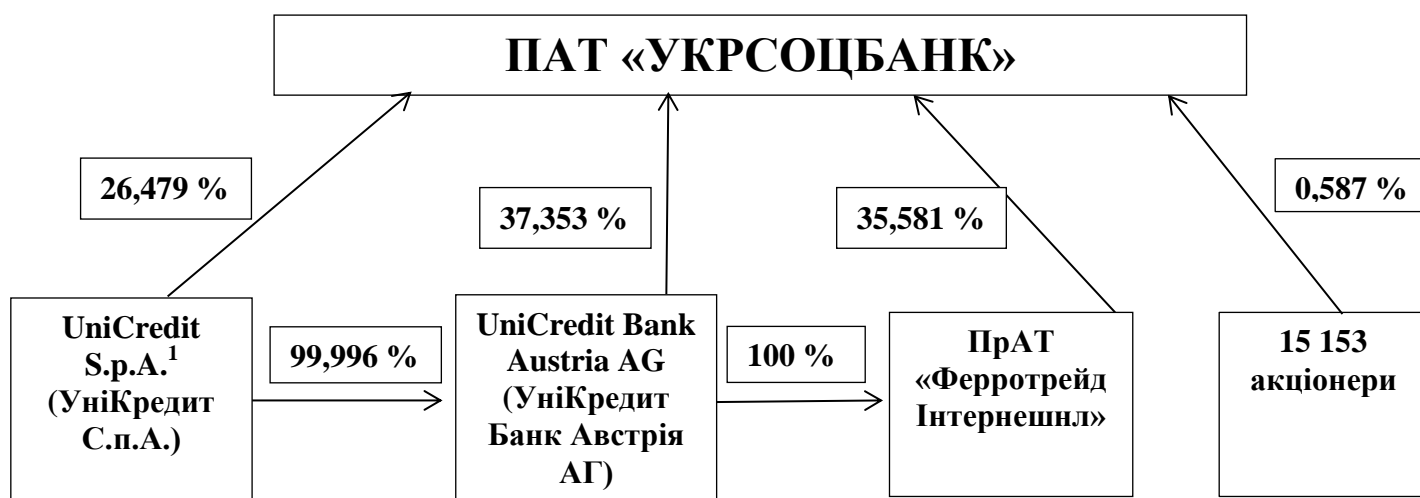 ПАТ «УКРСОЦБАНК»
26,479 %
37,353 %
35,581 %
0,587 %
UniCredit
S.p.A.1
(УніКредит
С.п.А.)
99,996 %
UniCredit Bank
Austria AG
(УніКредит
Банк Австрія
АГ)
100 %
ПрАТ
«Ферротрейд
Інтернешнл»
15 153
акціонери